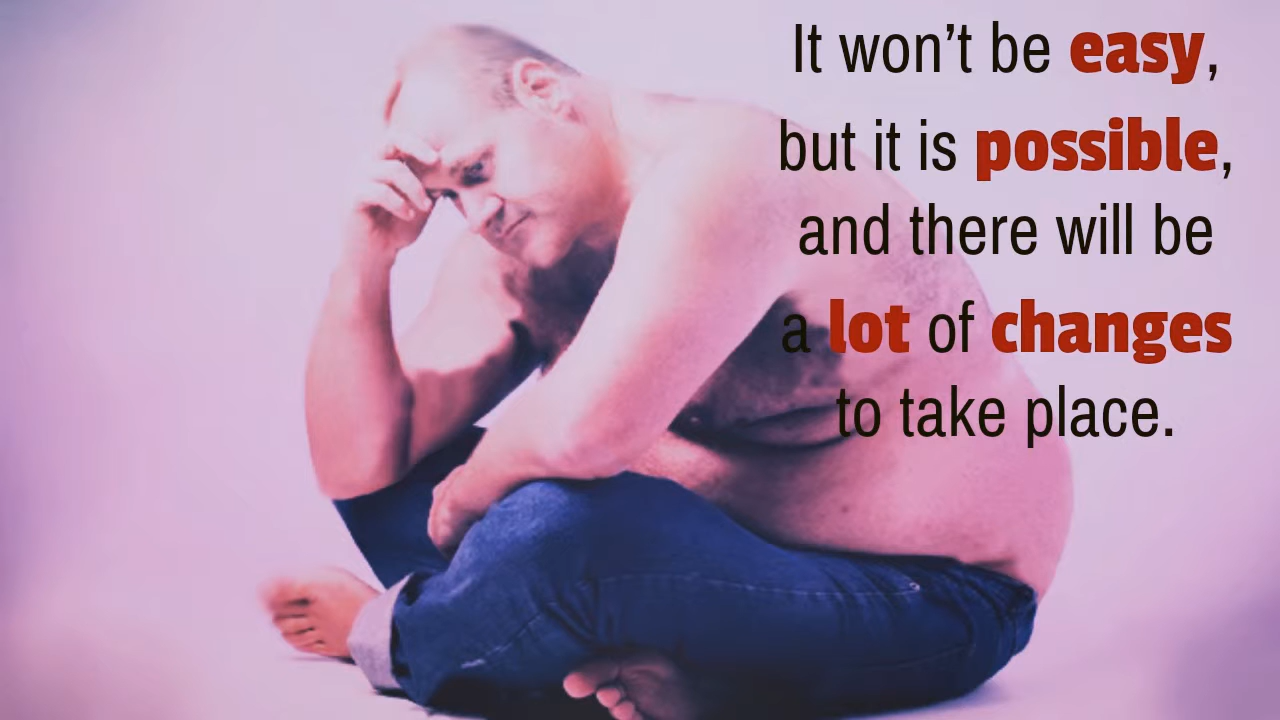 It won’t be easy,
but it is possible,
and there will be
a lot of changes
to take place.